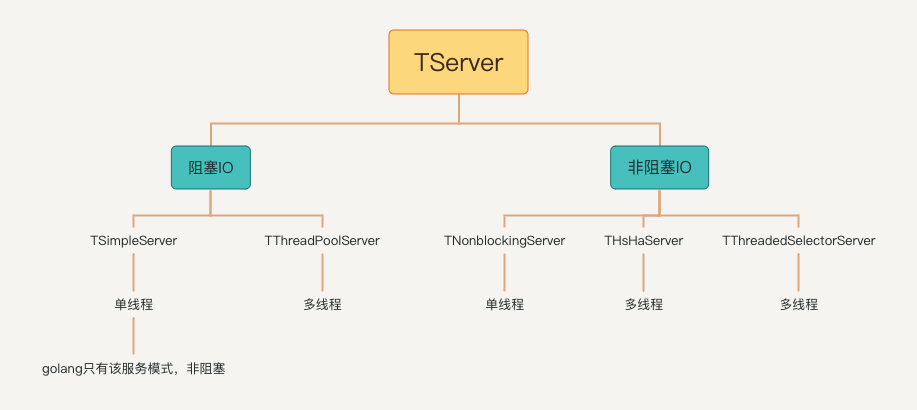 TServer
阻塞IO
非阻塞IO
TSimpleServer
TThreadPoolServer
TNonblockingServer
THsHaServer
TThreadedSelectorServer
单线程
多线程
单线程
多线程
多线程
golang只有该服务模式，非阻塞